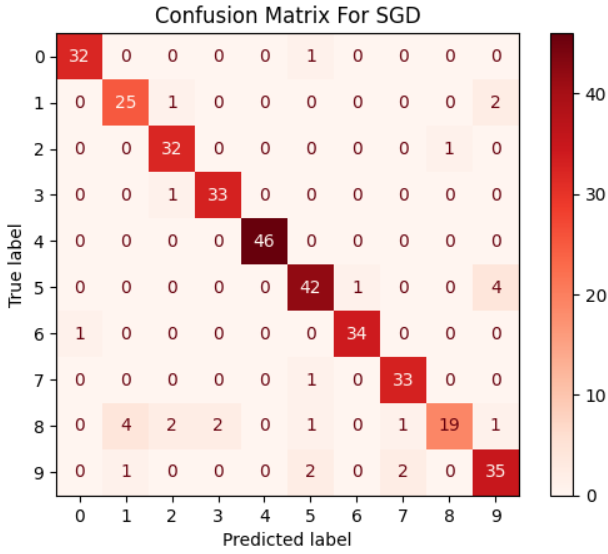 Confusion Matrix For SGD
0 32 0 0 0 0 1 0 0 0 0
1 0 25 1 0 0 0 0 0 0 2
2 0 0 32 0 0 0 0 0 1 0
3 0 0 1 33 0 0 0 0 0 0
4 0 0 0 0 46 0 0 0 0 0
5 0 0 0 0 0 42 1 0 0 4
6 1 0 0 0 0 0 34 0 0 0
7 0 0 0 0 0 1 0 33 0 0
8 0 4 2 2 0 1 0 1 19 1
9 0 1 0 0 0 2 0 2 0 35
0 1 2 3 4 5 6 7 8 9
Predicted label
True label
40
30
20
10
0